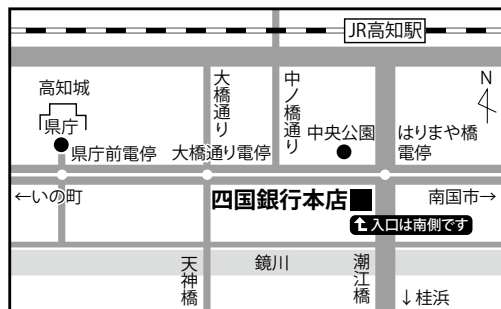 JR高知駅
高知城
県庁
県庁前電停
大橋通り
大橋通り電停
中ノ橋通り
中央公園
はりまや橋
電停
N
←いの町
四国銀行本店
南国市→
入口は南側です
天神橋
鏡川
潮江橋
↓桂浜